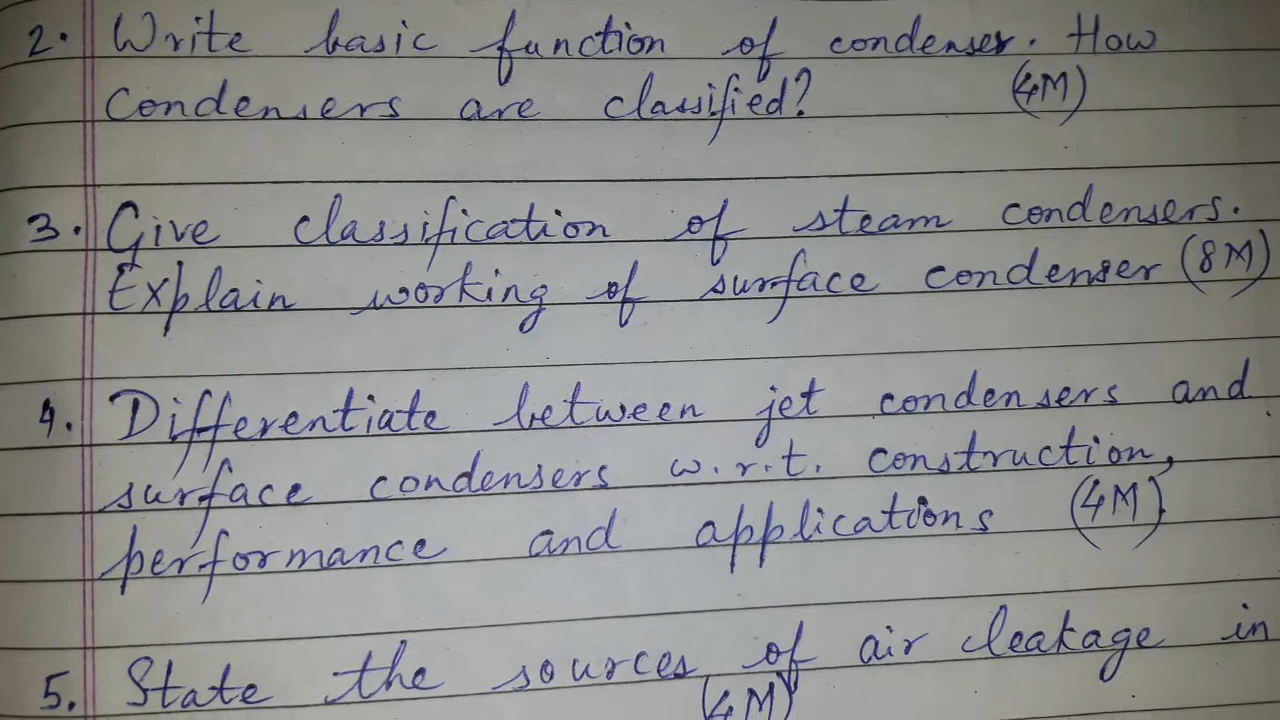 2. Write basic function of condenser. How
condensers are classified? (4M)
3. Give classification of steam condensers.
Explain working of surface condenser (8M)
4. Differentiate between jet condensers and
surface condensers w.r.t. construction,
performance and applications (4M)
5. State the sources of air leakage in
(4M)